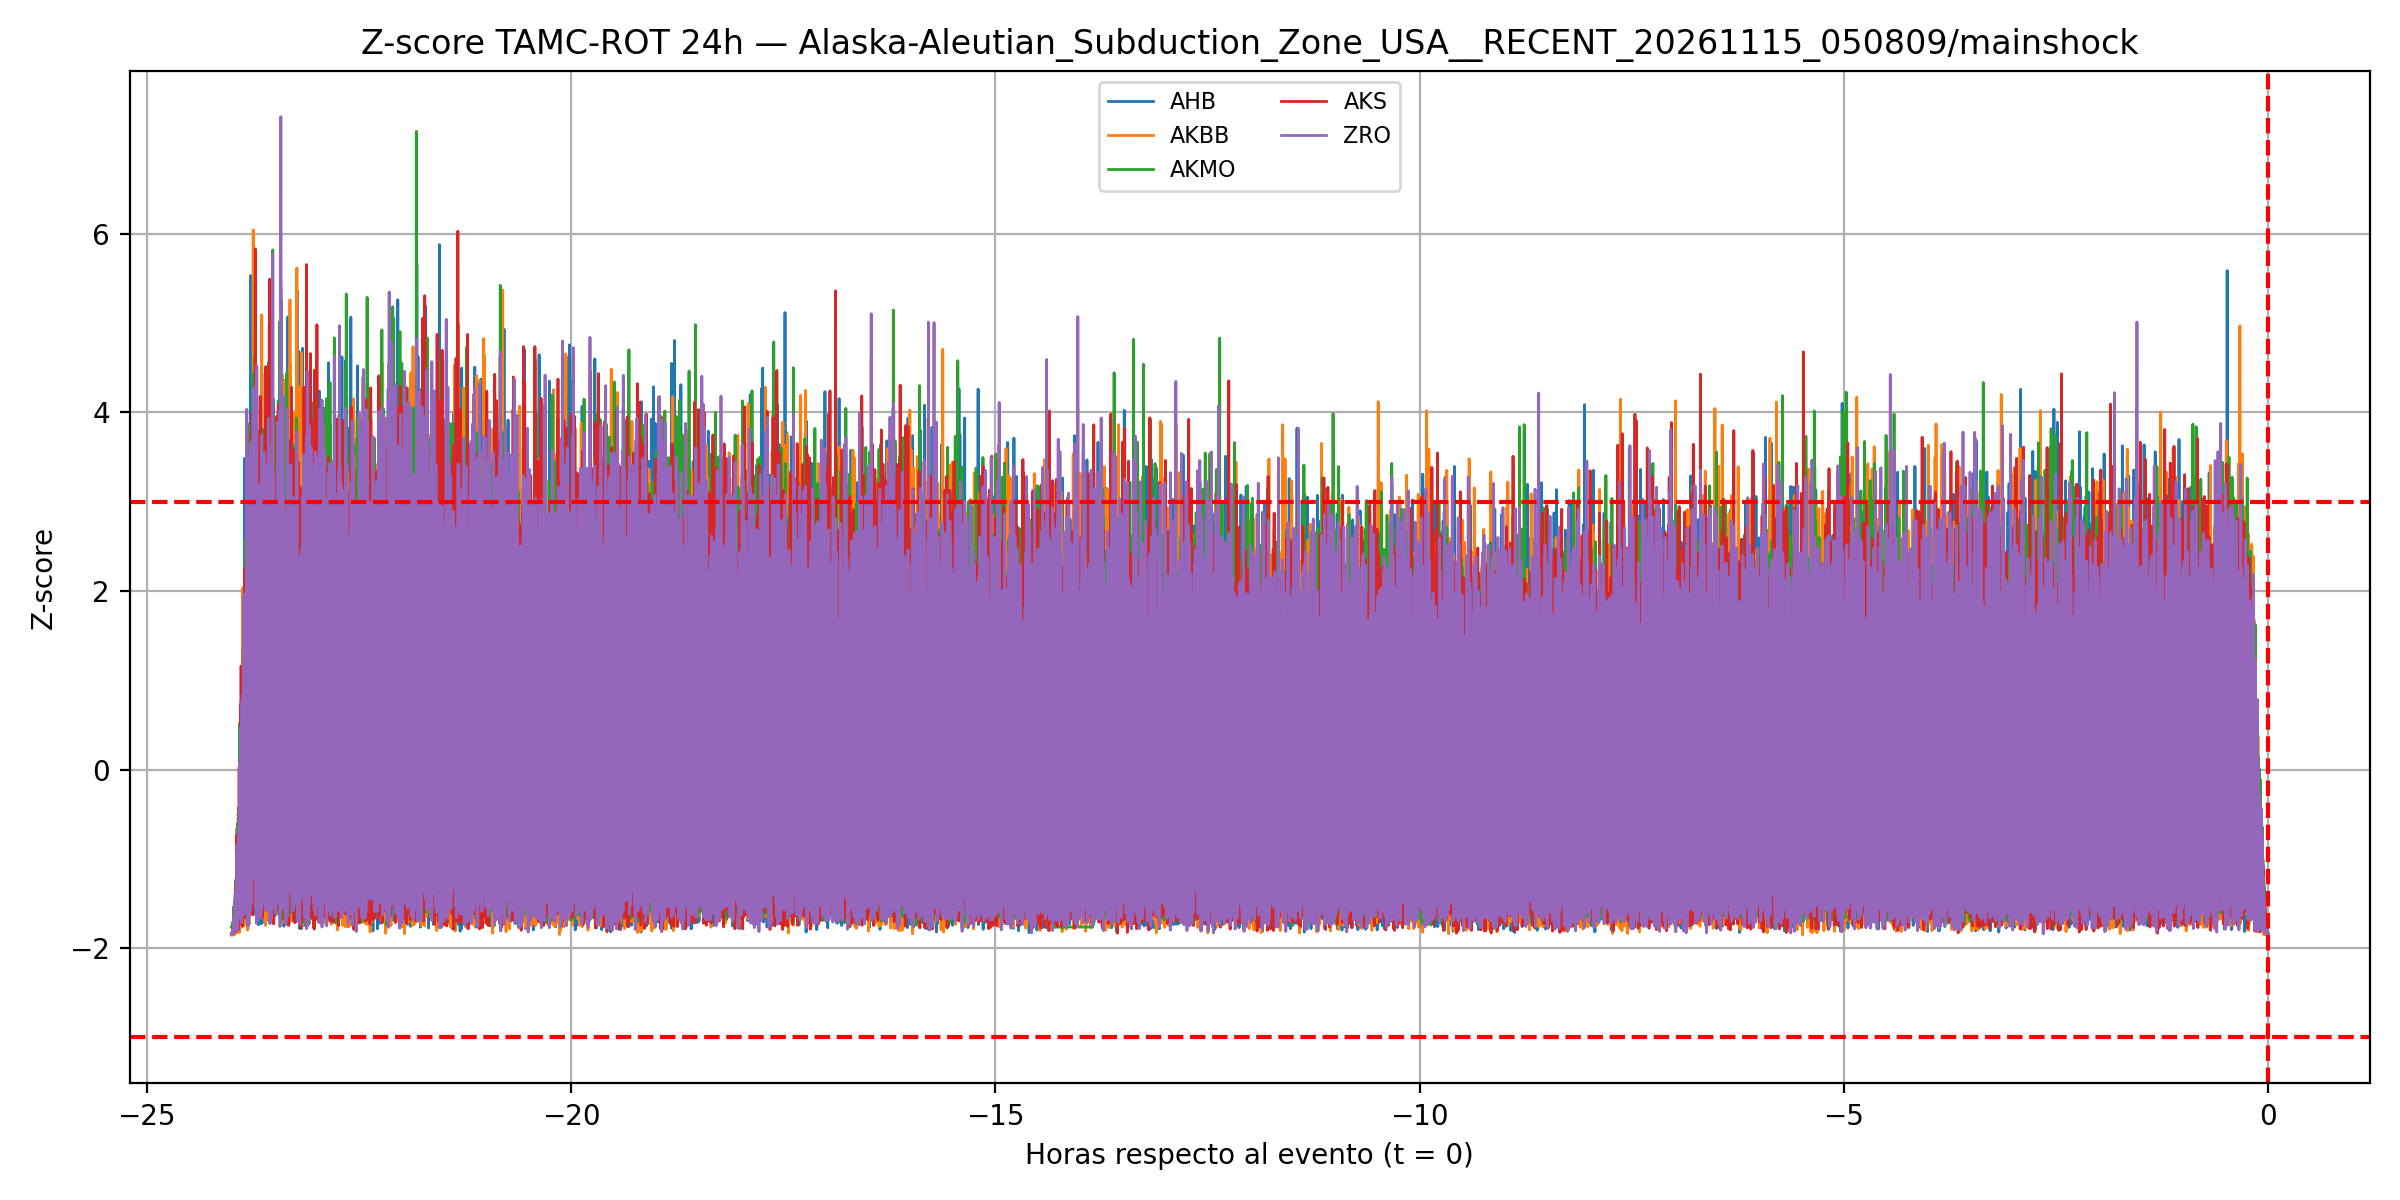 Z-score TAMC-ROT 24h — Alaska-Aleutian_Subduction_Zone_USA__RECENT_20261115_050809/mainshock
AHB
AKBB
AKMO
AKS
ZRO
Z-score
6
4
2
0
−2
−25
−20
−15
−10
−5
0
Horas respecto al evento (t = 0)